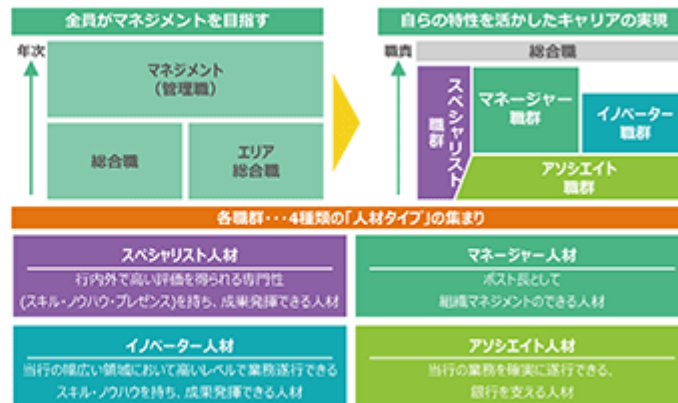 全員がマネジメントを目指す
年次
マネジメント
（管理職）
総合職
エリア
総合職
自らの特性を活かしたキャリアの実現
職責
総合職
スペシャリスト
職群
マネージャー
職群
イノベーター
職群
アソシエイト
職群
各職群・・・4種類の「人材タイプ」の集まり
スペシャリスト人材
行内外で高い評価を得られる専門性
(スキル・ノウハウ・プレゼンス)を持ち、成果発揮できる人材
マネージャー人材
ポスト長として
組織マネジメントのできる人材
イノベーター人材
当行の幅広い領域において高いレベルで業務遂行できる
スキル・ノウハウを持ち、成果発揮できる人材
アソシエイト人材
当行の業務を確実に遂行できる、
銀行を支える人材